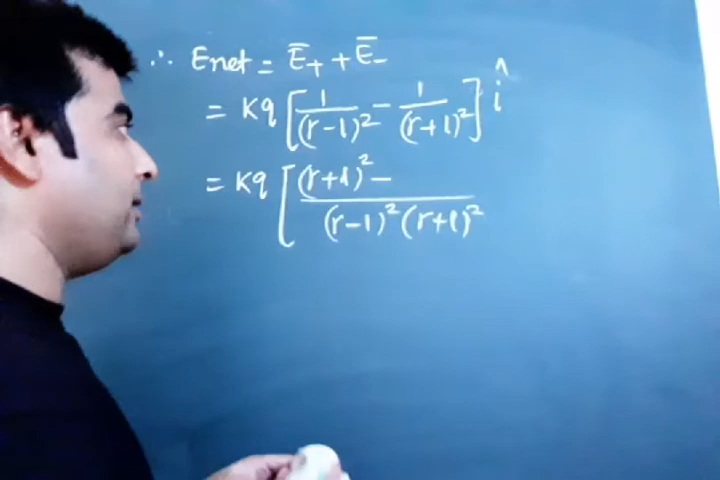 ∴ Enet = E̅+ + E̅-
= Kq [ 1/(r-l)² - 1/(r+l)² ] î
= Kq [ (r+l)² - / (r-l)² (r+l)²